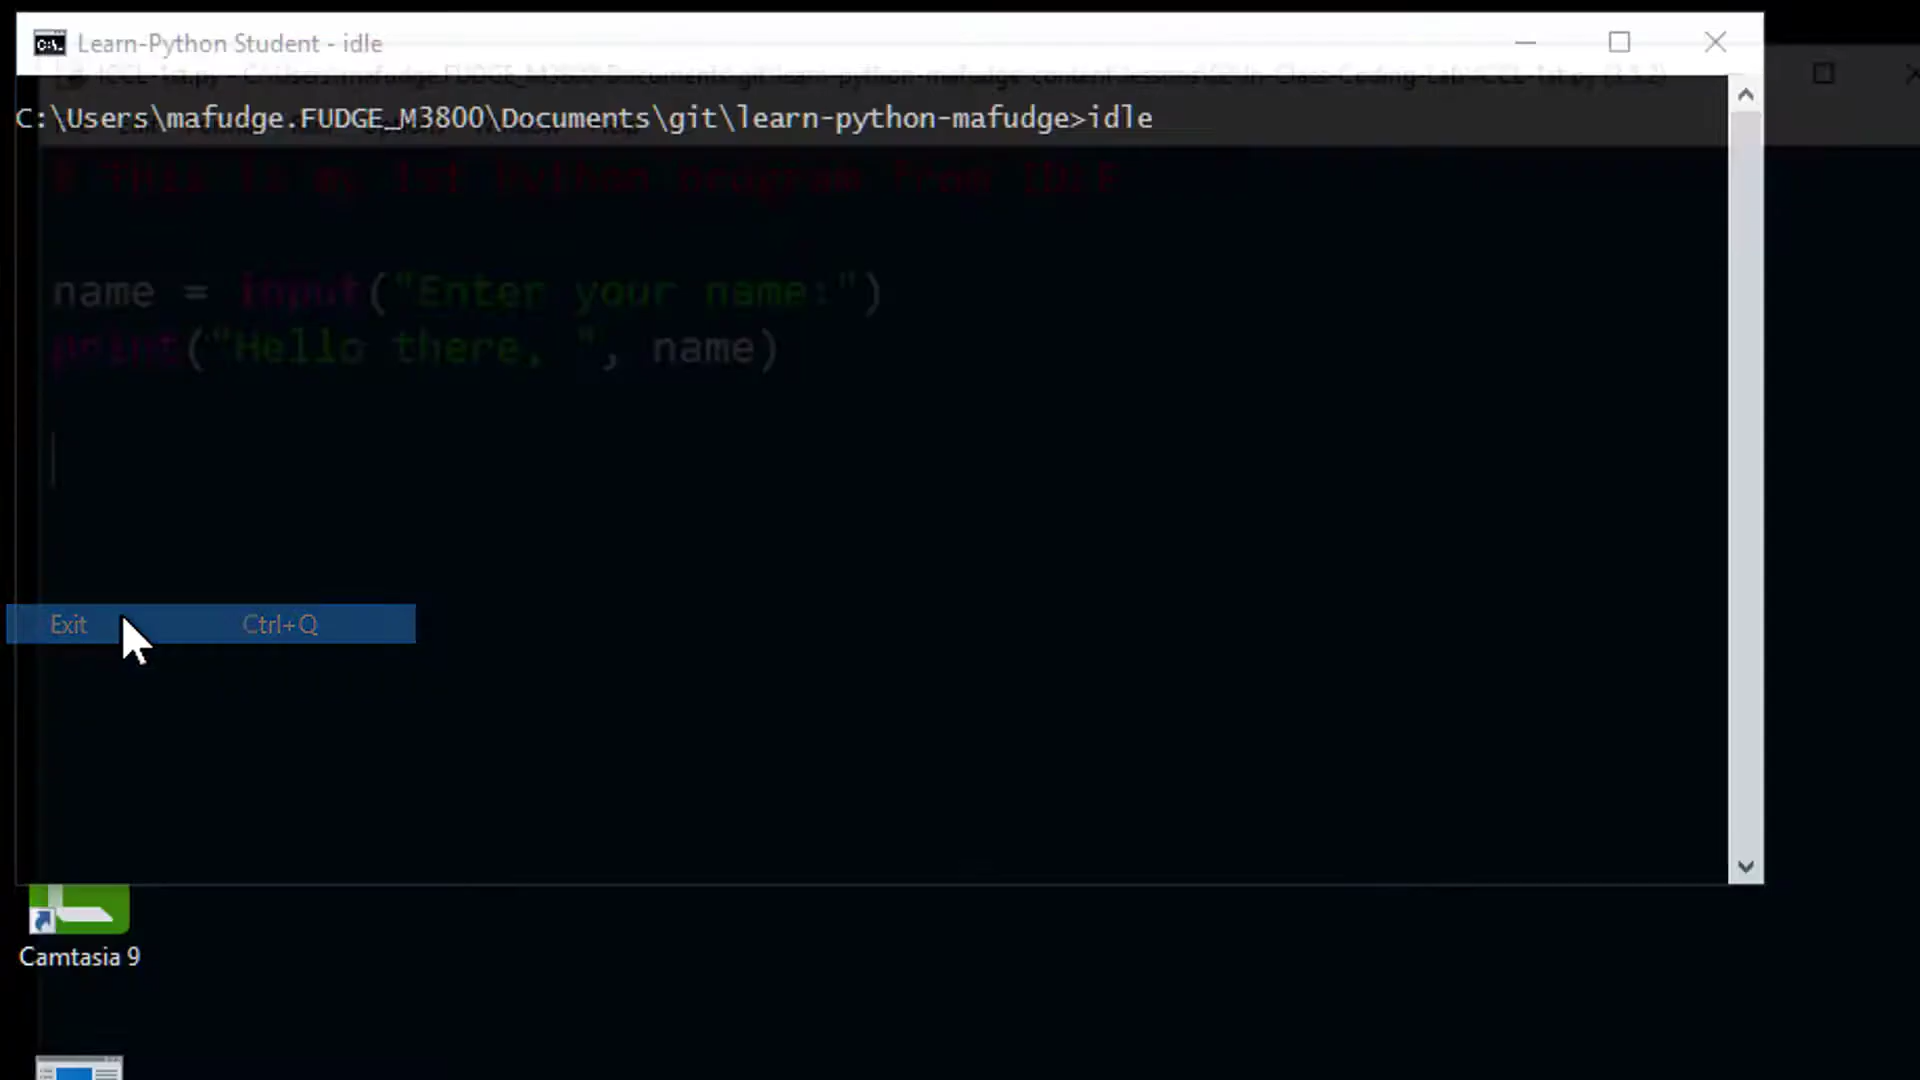 Learn-Python Student - idle
C:\Users\mafudge.FUDGE_M3800\Documents\git\learn-python-mafudge>idle
# This is my 1st Python program from IDLE
name = input("Enter your name:")
print("Hello there, ", name)
Exit Ctrl+Q
Camtasia 9